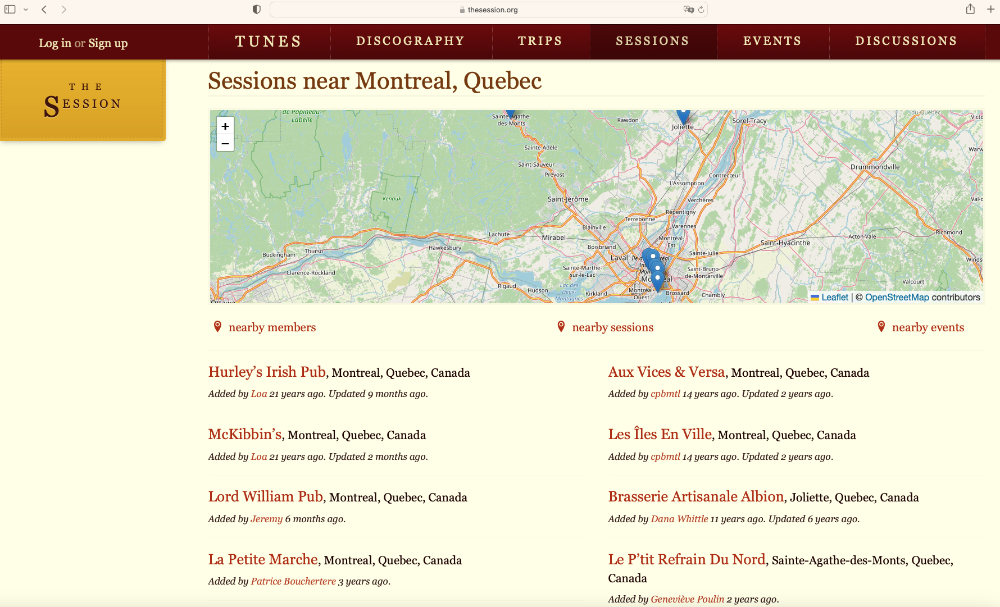 thesession.org
Log in or Sign up
TUNES
DISCOGRAPHY
TRIPS
SESSIONS
EVENTS
DISCUSSIONS
THE
SESSION
Sessions near Montreal, Quebec
+
−
de Papineau-
Labelle
Sainte-Agathe-
des-Monts
Rawdon
Joliette
Sorel-Tracy
du Québec
Sainte-Adèle
Saint-Sauveur
Prévost
Drummondville
Contrecœur
L'Assomption
Kenauk
Saint-Jérôme
Verchères
Repentigny
Terrebonne
Varennes
Blainville
Lachute
Mirabel
Montréal-
Est
Richmond
Acton Vale
Saint-Hyacinthe
Hawkesbury
Boisbriand
Thurso
Buckingham
Laval
Sainte-Julie
Clarence-Rockland
Sainte-Marthe-
sur-le-Lac
Saint-Bruno-
de-Montarville
Valcourt
Rigaud
Hudson
Lac des
Deux-
Montagnes
Kirkland
Montréal-
Ouest
Brossard
Chambly
Leaflet | © OpenStreetMap contributors
nearby members
nearby sessions
nearby events
Hurley’s Irish Pub, Montreal, Quebec, Canada
Added by Loa 21 years ago. Updated 9 months ago.
Aux Vices & Versa, Montreal, Quebec, Canada
Added by cpbmtl 14 years ago. Updated 2 years ago.
McKibbin’s, Montreal, Quebec, Canada
Added by Loa 21 years ago. Updated 2 months ago.
Les Îles En Ville, Montreal, Quebec, Canada
Added by cpbmtl 14 years ago. Updated 2 years ago.
Lord William Pub, Montreal, Quebec, Canada
Added by Jeremy 6 months ago.
Brasserie Artisanale Albion, Joliette, Quebec, Canada
Added by Dana Whittle 11 years ago. Updated 6 years ago.
La Petite Marche, Montreal, Quebec, Canada
Added by Patrice Bouchertere 3 years ago.
Le P’tit Refrain Du Nord, Sainte-Agathe-des-Monts, Quebec,
Canada
Added by Geneviève Poulin 2 years ago.